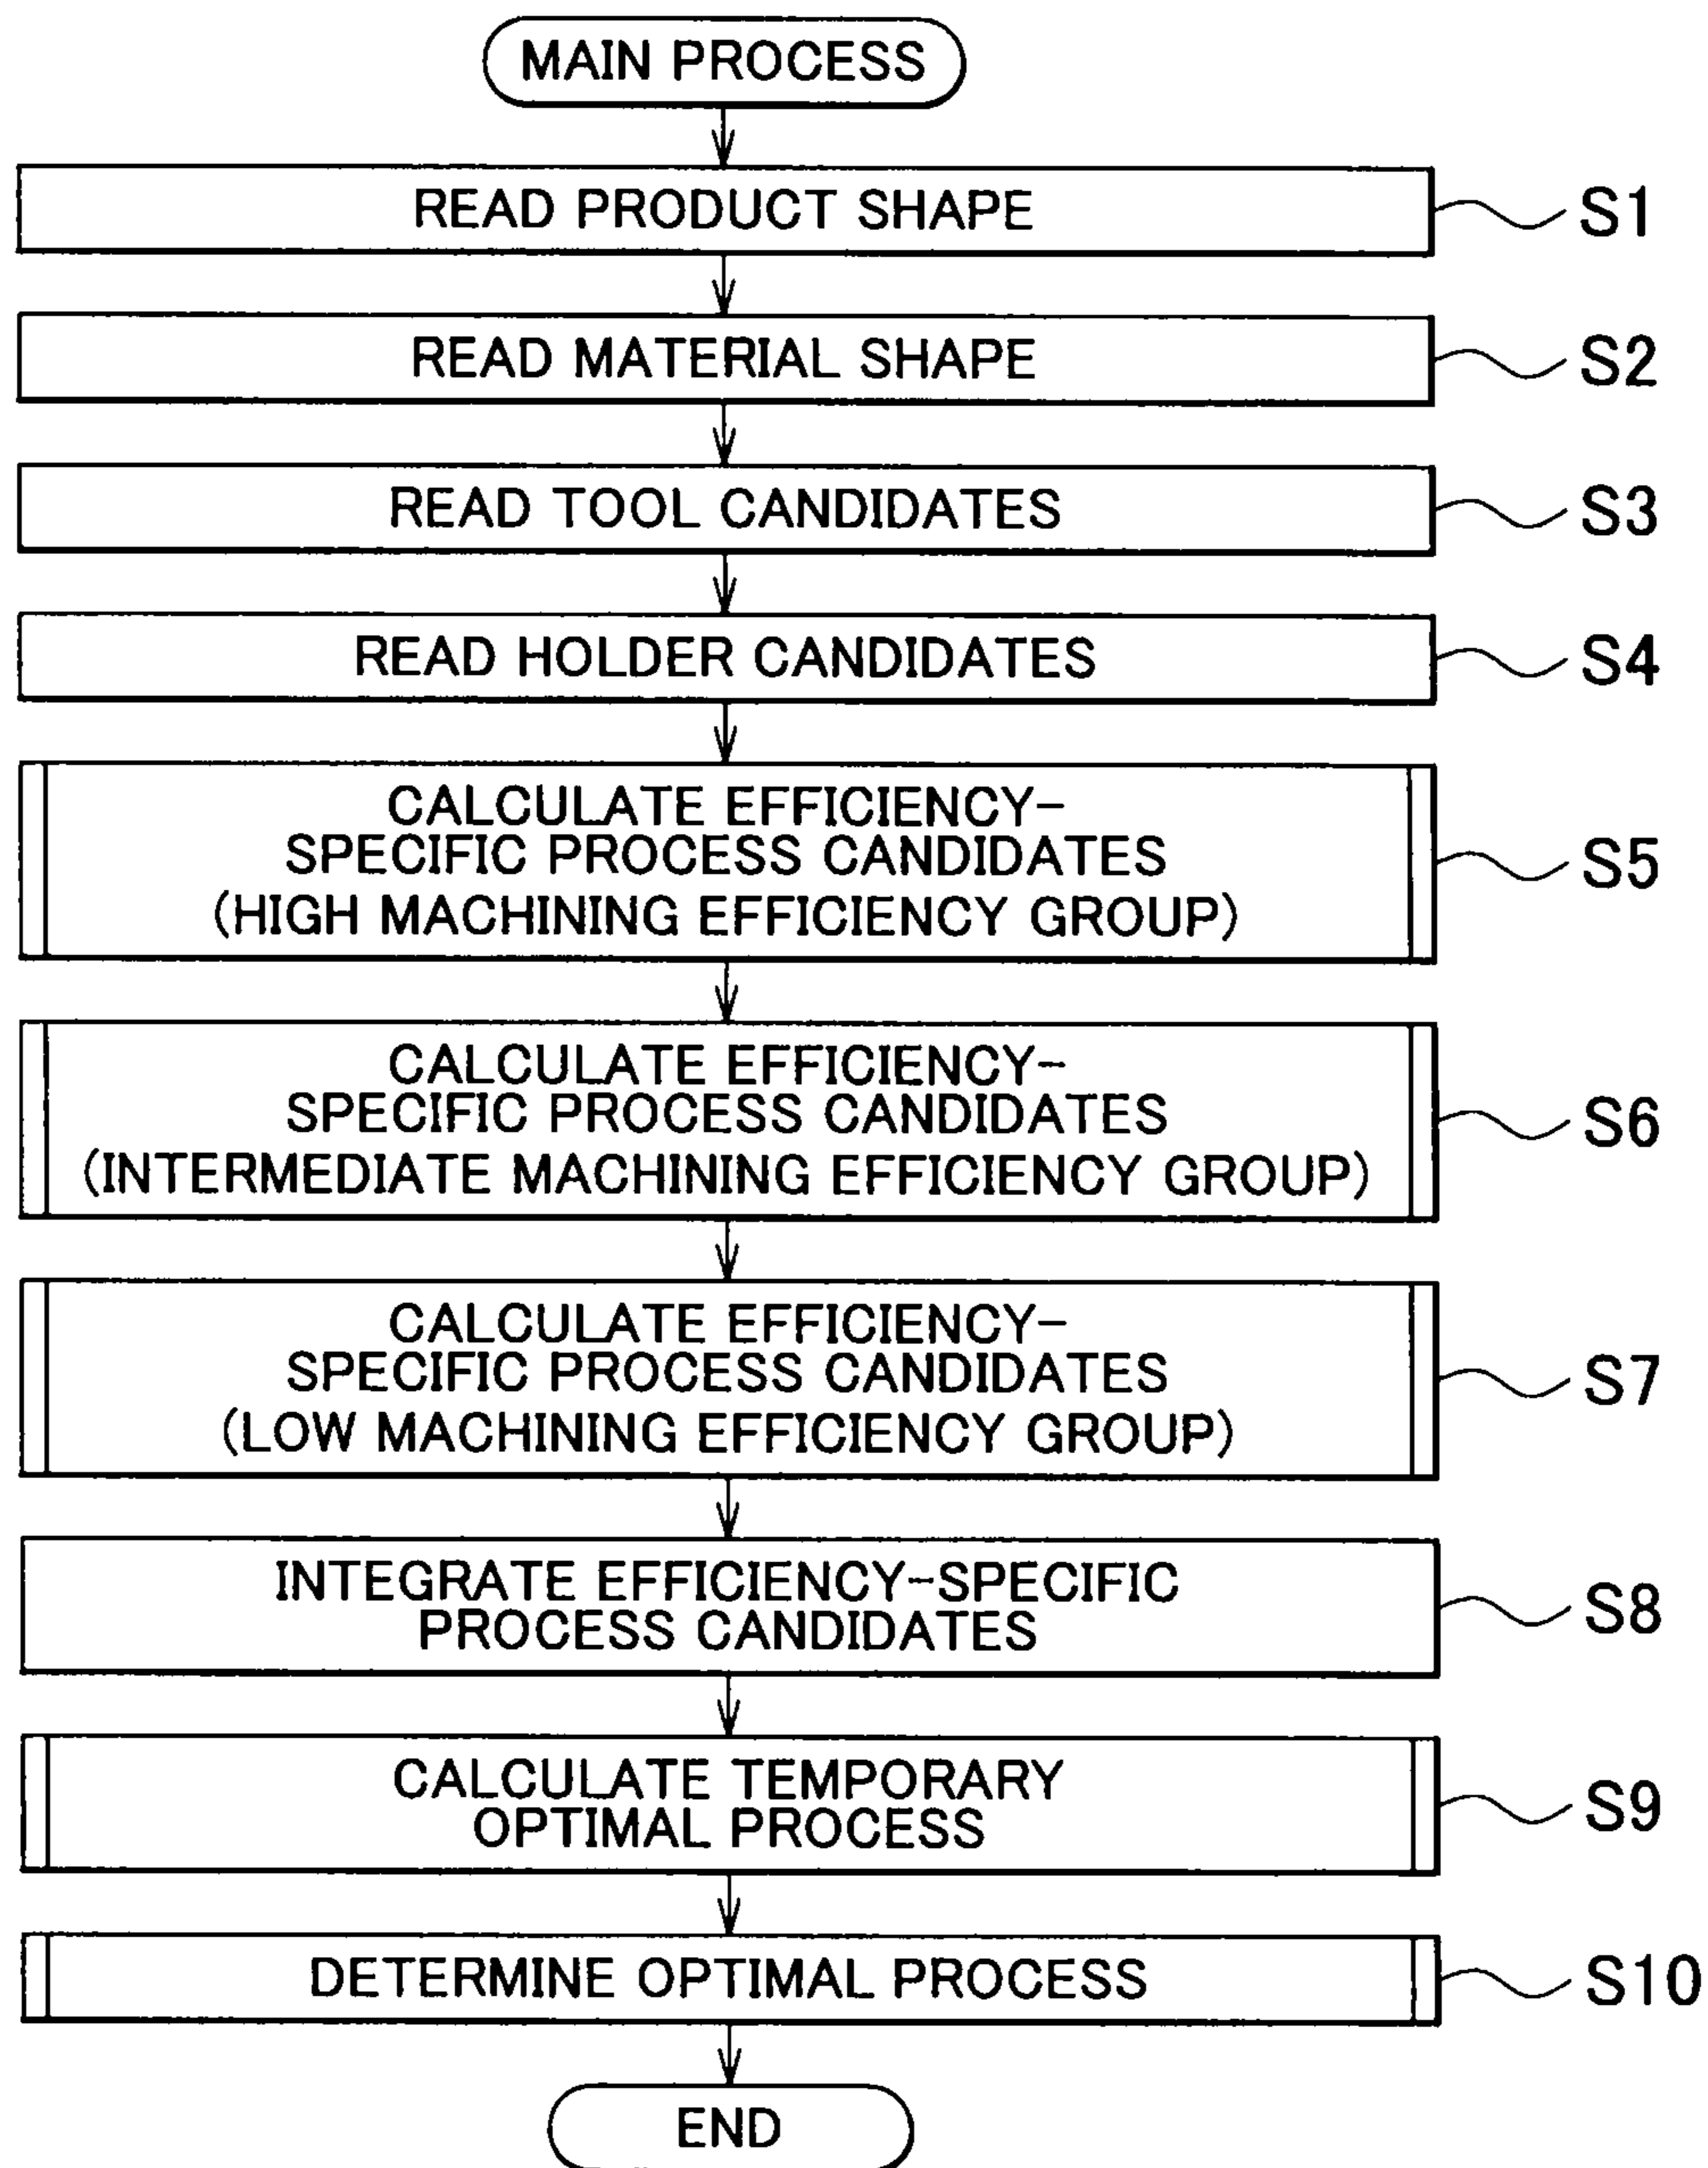 MAIN PROCESS
READ PRODUCT SHAPE
S1
READ MATERIAL SHAPE
S2
READ TOOL CANDIDATES
S3
READ HOLDER CANDIDATES
S4
CALCULATE EFFICIENCY-
SPECIFIC PROCESS CANDIDATES
(HIGH MACHINING EFFICIENCY GROUP)
S5
CALCULATE EFFICIENCY-
SPECIFIC PROCESS CANDIDATES
(INTERMEDIATE MACHINING EFFICIENCY GROUP)
S6
CALCULATE EFFICIENCY-
SPECIFIC PROCESS CANDIDATES
(LOW MACHINING EFFICIENCY GROUP)
S7
INTEGRATE EFFICIENCY-SPECIFIC
PROCESS CANDIDATES
S8
CALCULATE TEMPORARY
OPTIMAL PROCESS
S9
DETERMINE OPTIMAL PROCESS
S10
END